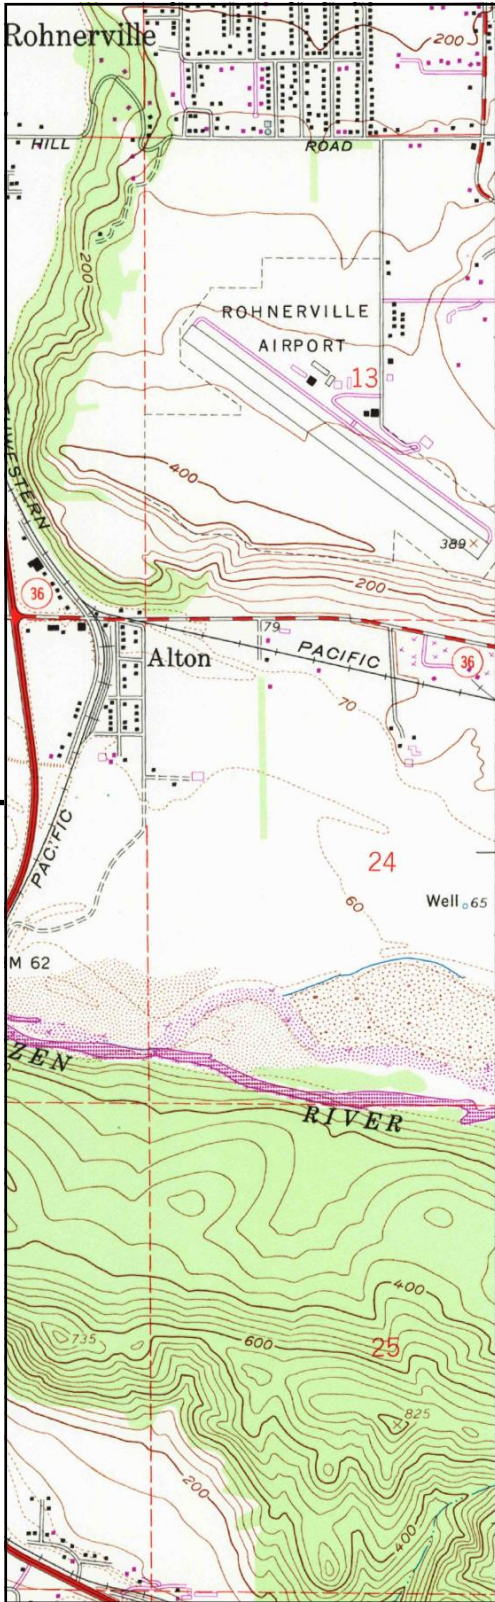 Rohnerville
200
HILL ROAD
200
ROHNERVILLE
AIRPORT
13
400
389
200
36
79
PACIFIC
36
Alton
70
PACIFIC
24
60
Well 65
M 62
ZEN
RIVER
400
600
25
735
825
200
400